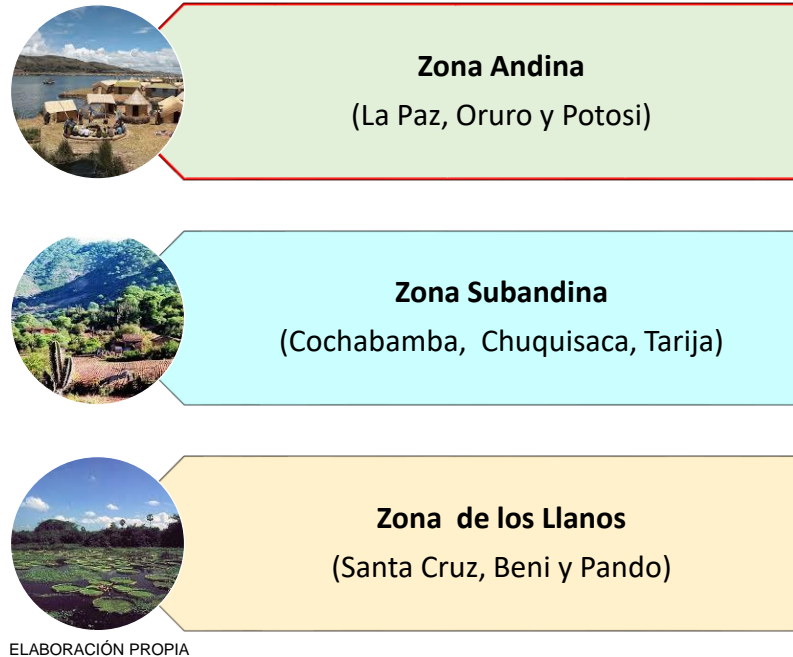 Zona Andina
(La Paz, Oruro y Potosi)
Zona Subandina
(Cochabamba, Chuquisaca, Tarija)
Zona de los Llanos
(Santa Cruz, Beni y Pando)
ELABORACIÓN PROPIA